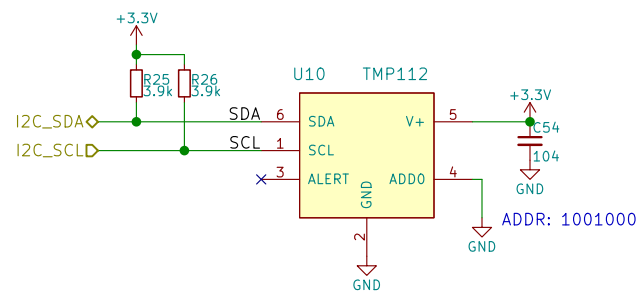 +3.3V
U10 TMP112
R25 R26
3.9k 3.9k
+3.3V
I2C_SDA SDA 6 SDA V+ 5
C54
I2C_SCL SCL 1 SCL
104
3 ALERT ADD0 4
GND GND
2
ADDR: 1001000
GND
GND